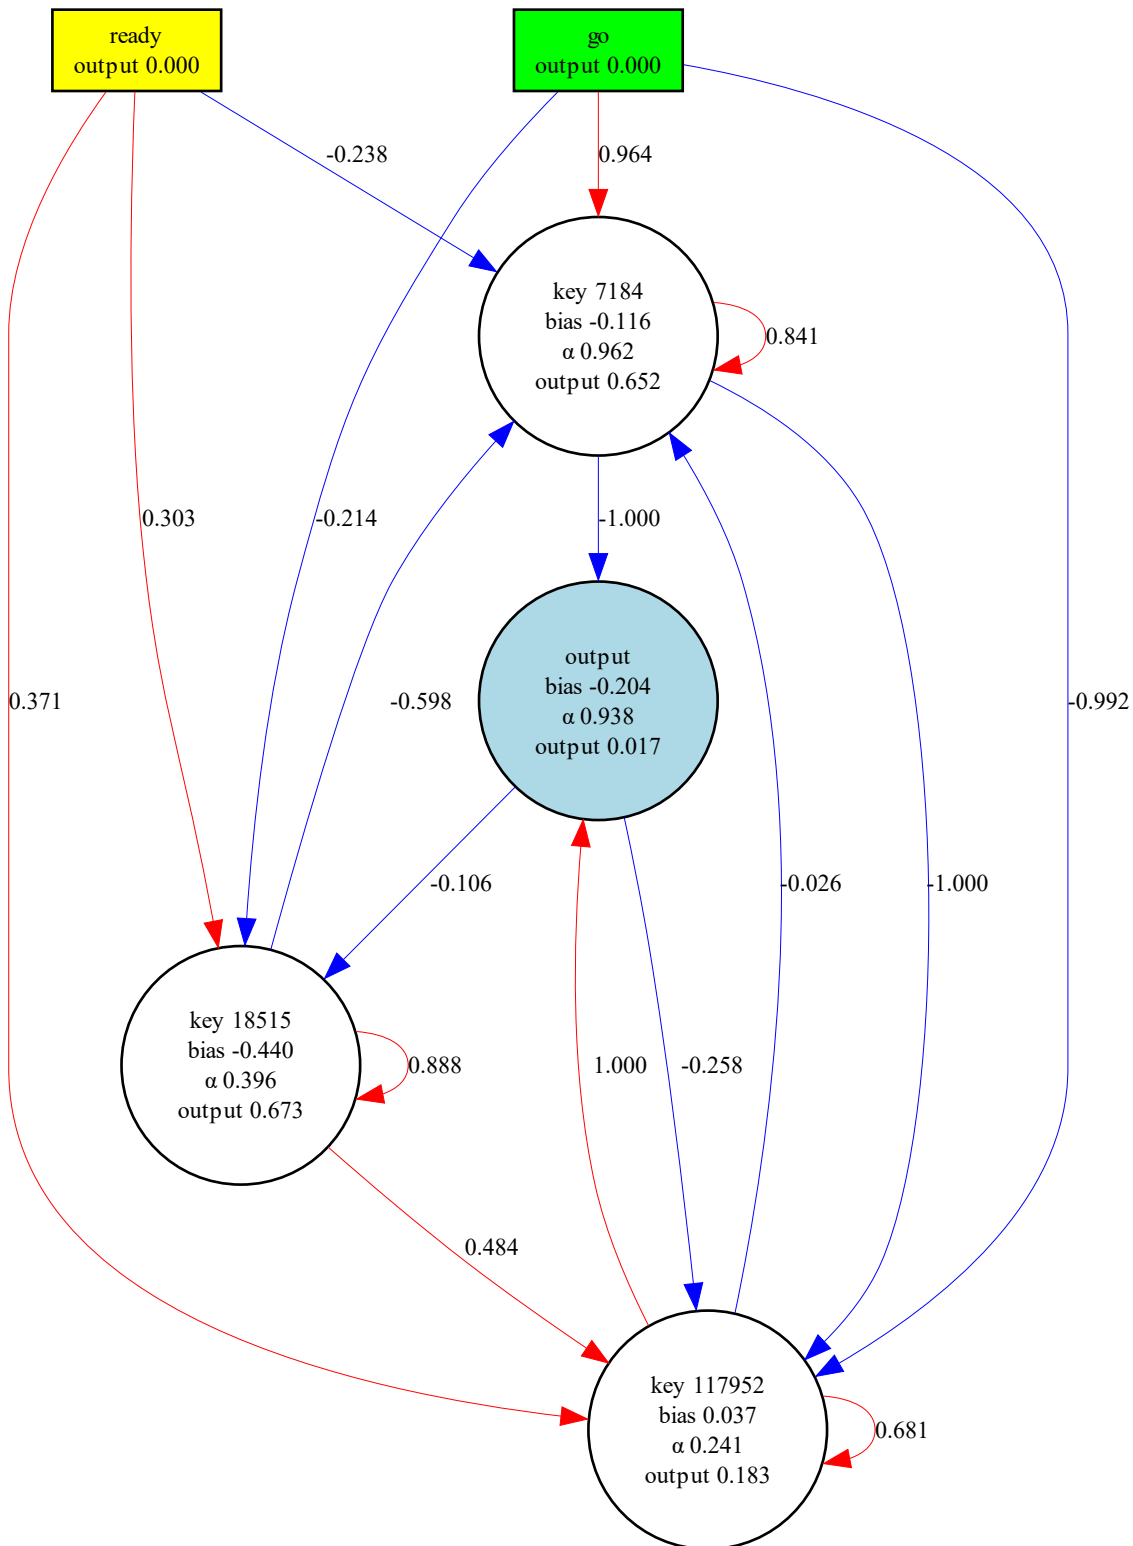 ready
output 0.000
go
output 0.000
-0.238
0.964
key 7184
bias -0.116
α 0.962
output 0.652
0.841
0.303
-0.214
-1.000
output
bias -0.204
α 0.938
output 0.017
0.371
-0.598
-0.992
-0.106
-0.026
-1.000
key 18515
bias -0.440
α 0.396
output 0.673
0.888
1.000
-0.258
0.484
key 117952
bias 0.037
α 0.241
output 0.183
0.681